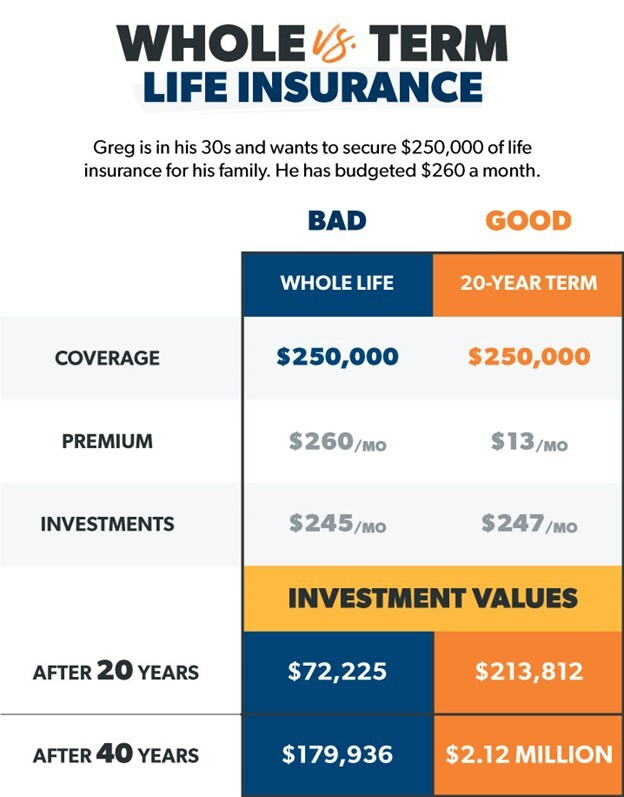 WHOLE vs. TERM
LIFE INSURANCE
Greg is in his 30s and wants to secure $250,000 of life
insurance for his family. He has budgeted $260 a month.
BAD GOOD
WHOLE LIFE 20-YEAR TERM
COVERAGE $250,000 $250,000
PREMIUM $260/MO $13/MO
INVESTMENTS $245/MO $247/MO
INVESTMENT VALUES
AFTER 20 YEARS $72,225 $213,812
AFTER 40 YEARS $179,936 $2.12 MILLION